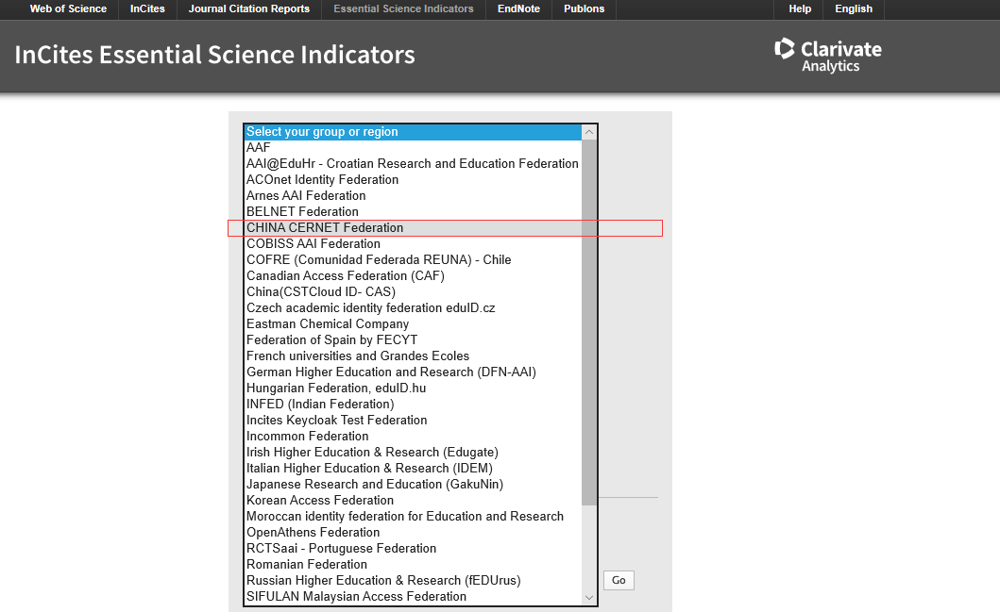 Web of Science InCites Journal Citation Reports Essential Science Indicators EndNote Publons Help English
InCites Essential Science Indicators
Clarivate
Analytics
Select your group or region
AAF
AAI@EduHr - Croatian Research and Education Federation
ACOnet Identity Federation
Arnes AAI Federation
BELNET Federation
CHINA CERNET Federation
COBISS AAI Federation
COFRE (Comunidad Federada REUNA) - Chile
Canadian Access Federation (CAF)
China(CSTCloud ID- CAS)
Czech academic identity federation eduID.cz
Eastman Chemical Company
Federation of Spain by FECYT
French universities and Grandes Ecoles
German Higher Education and Research (DFN-AAI)
Hungarian Federation, eduID.hu
INFED (Indian Federation)
Incites Keycloak Test Federation
Incommon Federation
Irish Higher Education & Research (Edugate)
Italian Higher Education & Research (IDEM)
Japanese Research and Education (GakuNin)
Korean Access Federation
Moroccan identity federation for Education and Research
OpenAthens Federation
RCTSaai - Portuguese Federation
Romanian Federation
Russian Higher Education & Research (fEDUrus)
SIFULAN Malaysian Access Federation
Go